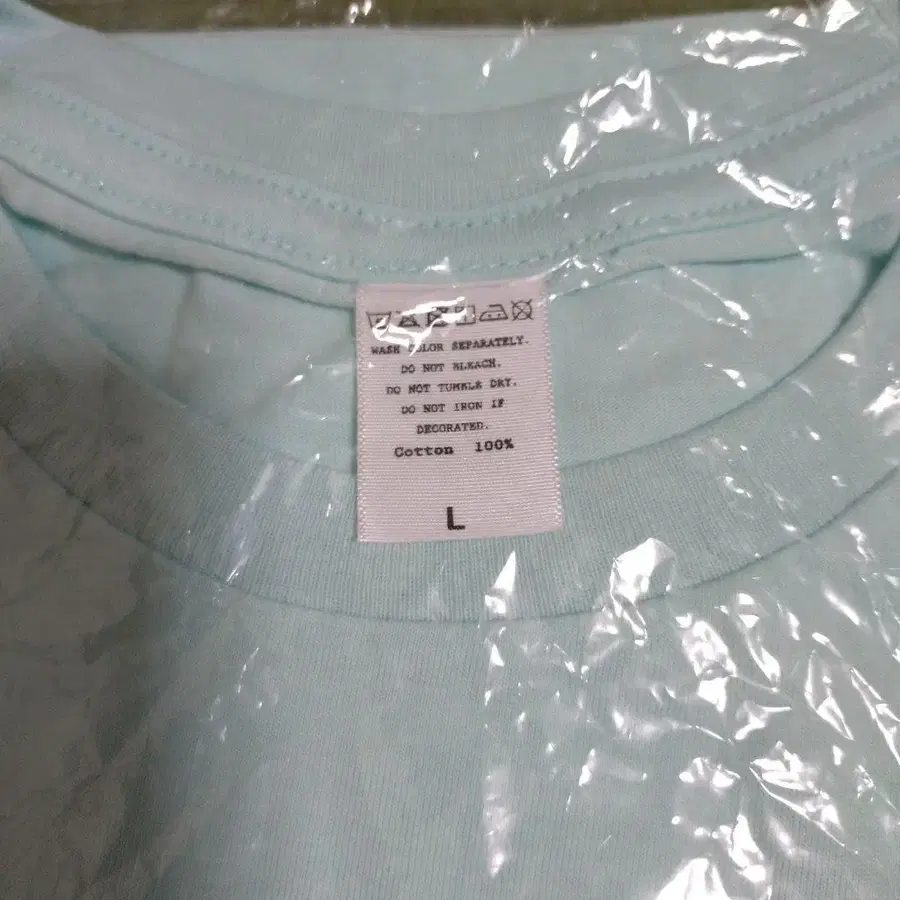 WASH COLOR SEPARATELY.
DO NOT BLEACH.
DO NOT TUMBLE DRY.
DO NOT IRON IF
DECORATED.
Cotton 100%
L